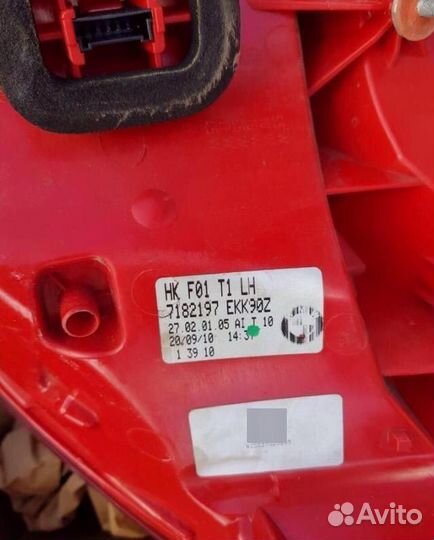 HK F01 T1 LH
7182197 EKK90Z
27.02.01.05 AI T 10
20/09/10 14:37
1 39 10
Avito